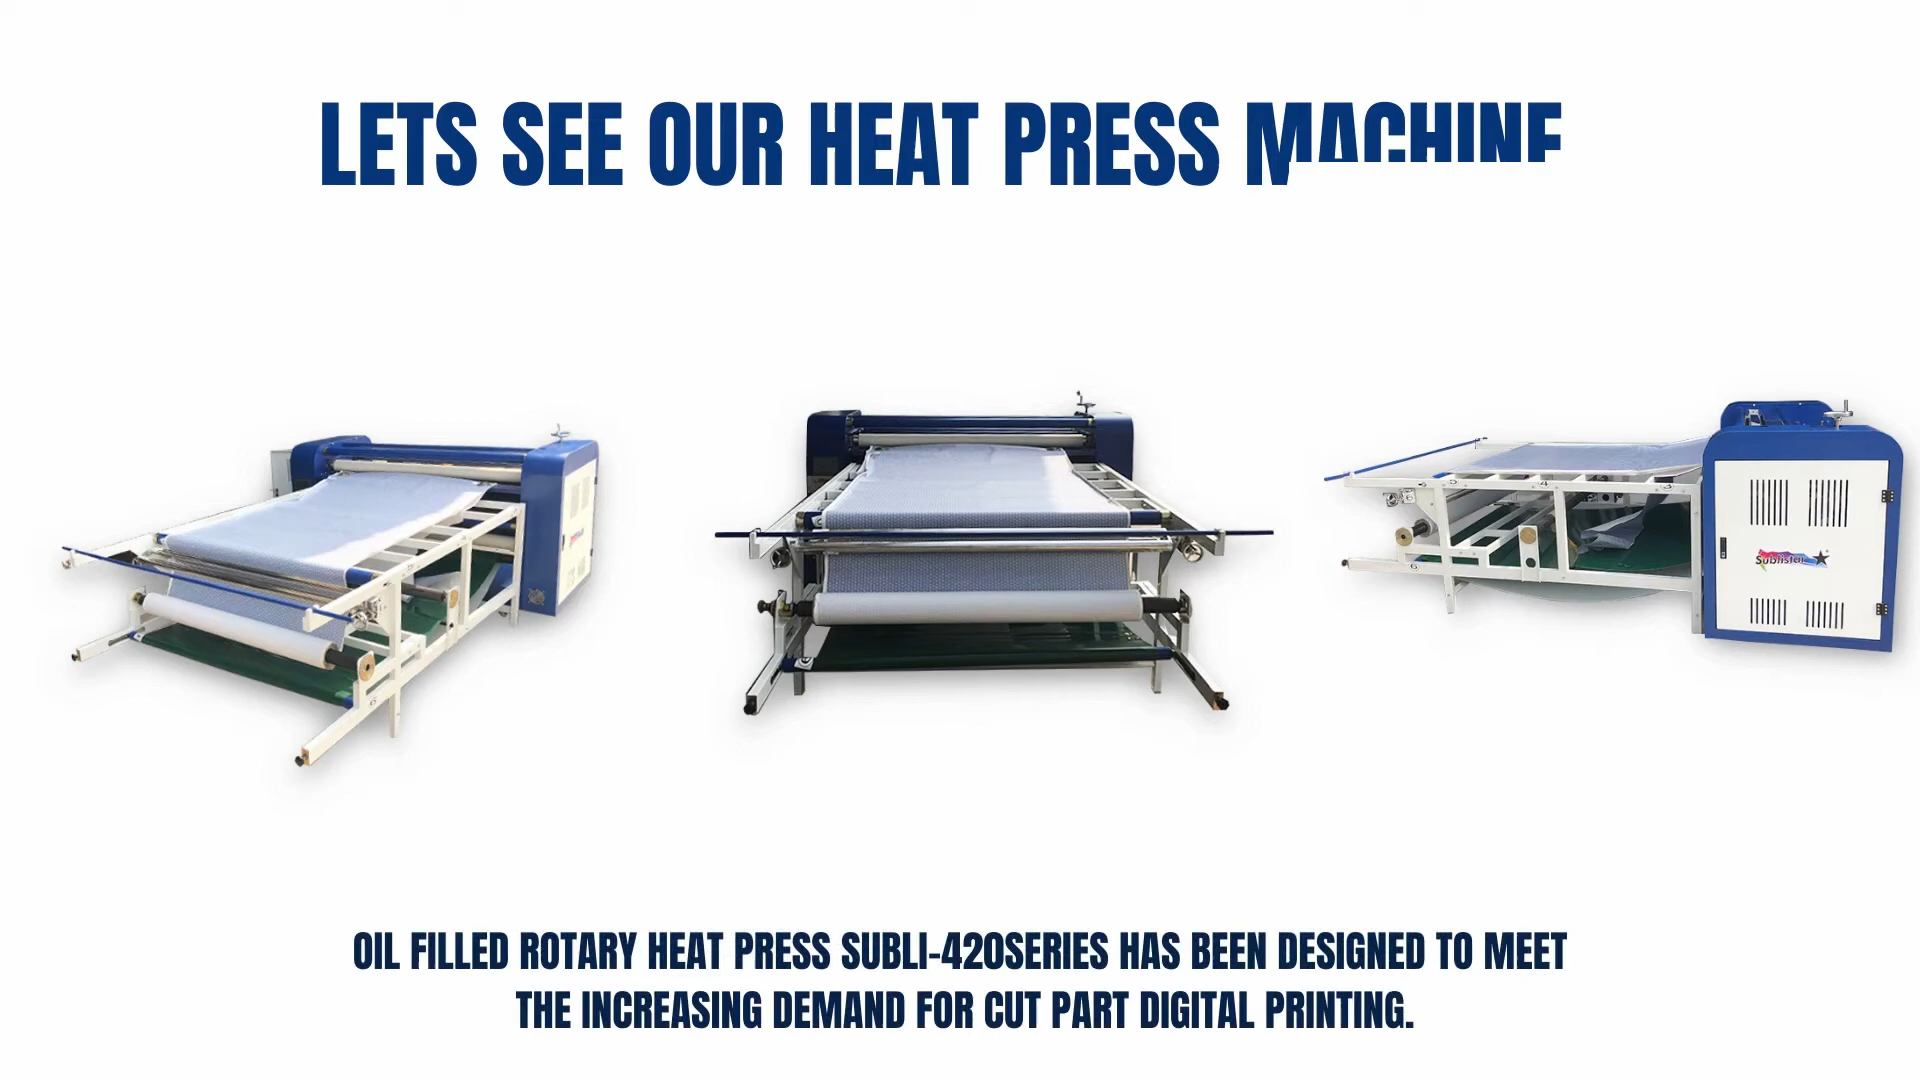 LETS SEE OUR HEAT PRESS MACHINE
Sublistar
OIL FILLED ROTARY HEAT PRESS SUBLI-420SERIES HAS BEEN DESIGNED TO MEET
THE INCREASING DEMAND FOR CUT PART DIGITAL PRINTING.